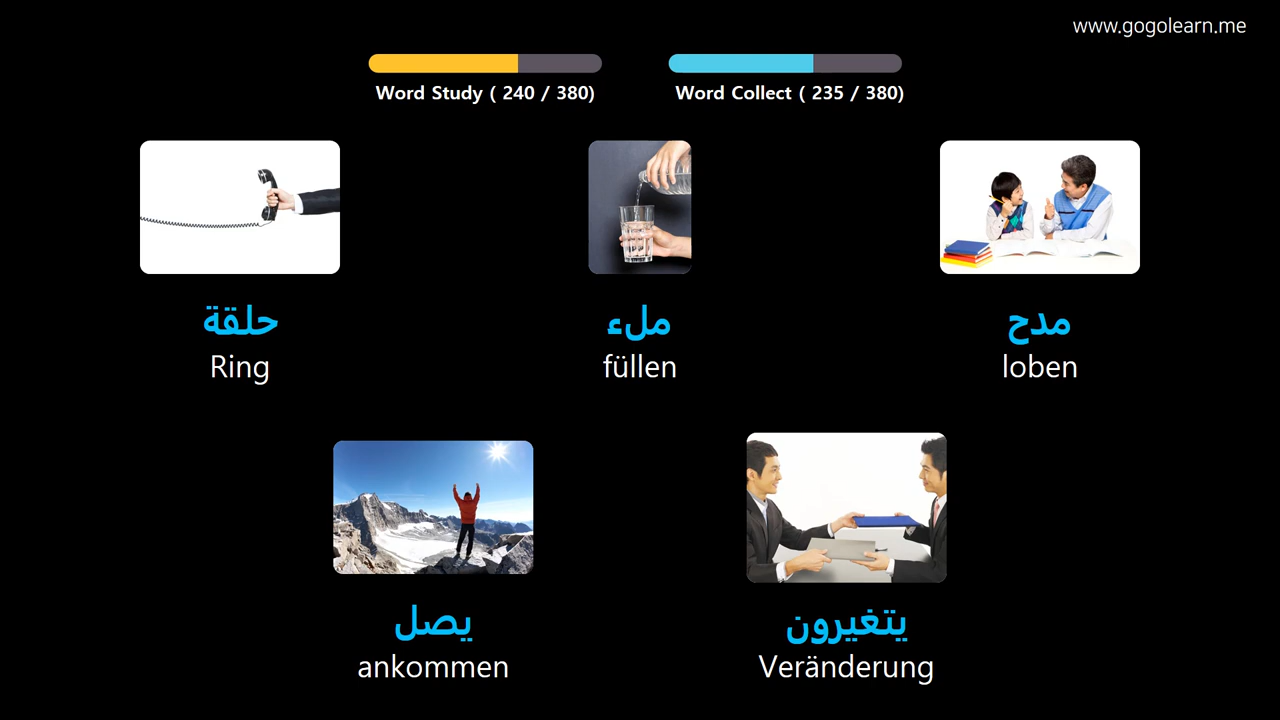 www.gogolearn.me
Word Study ( 240 / 380)
Word Collect ( 235 / 380)
حلقة
Ring
ملء
füllen
مدح
loben
يصل
ankommen
يتغيرون
Veränderung